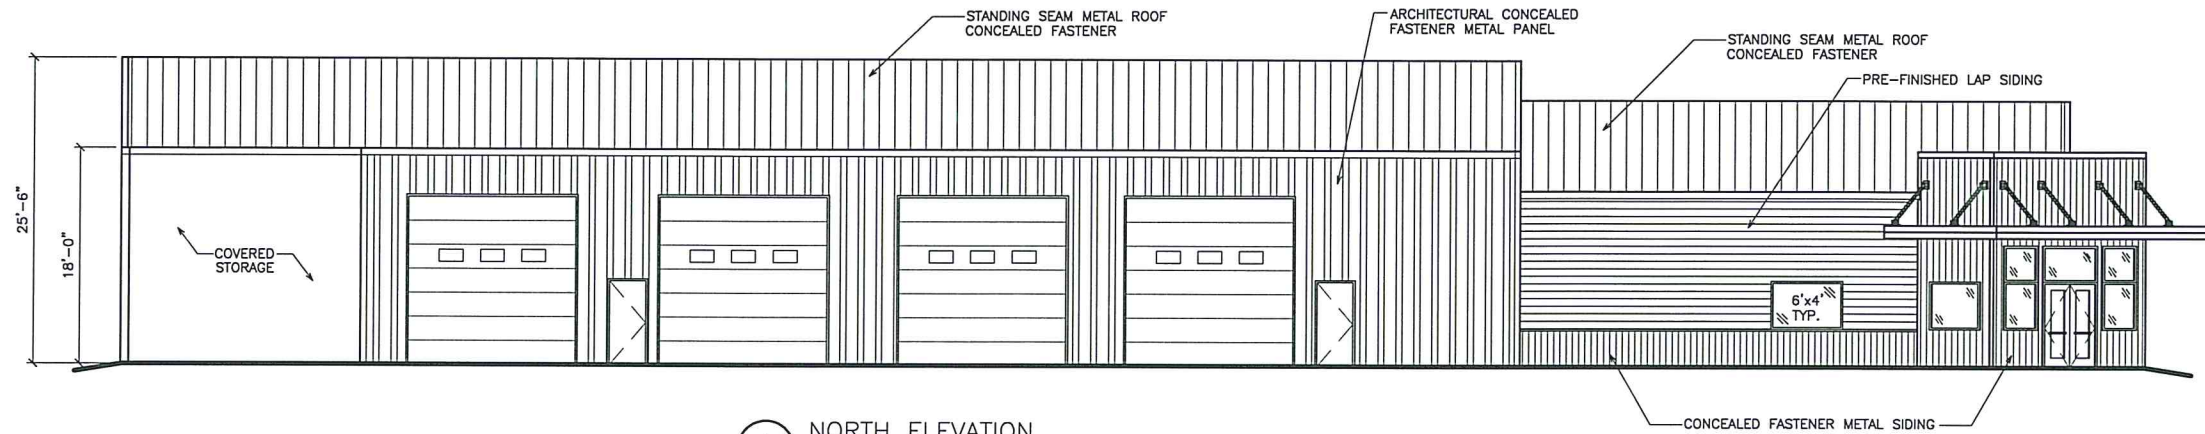 STANDING SEAM METAL ROOF
CONCEALED FASTENER
ARCHITECTURAL CONCEALED
FASTENER METAL PANEL
STANDING SEAM METAL ROOF
CONCEALED FASTENER
PRE-FINISHED LAP SIDING
25'-6"
18'-0"
COVERED
STORAGE
6'x4'
TYP.
CONCEALED FASTENER METAL SIDING
NORTH ELEVATION